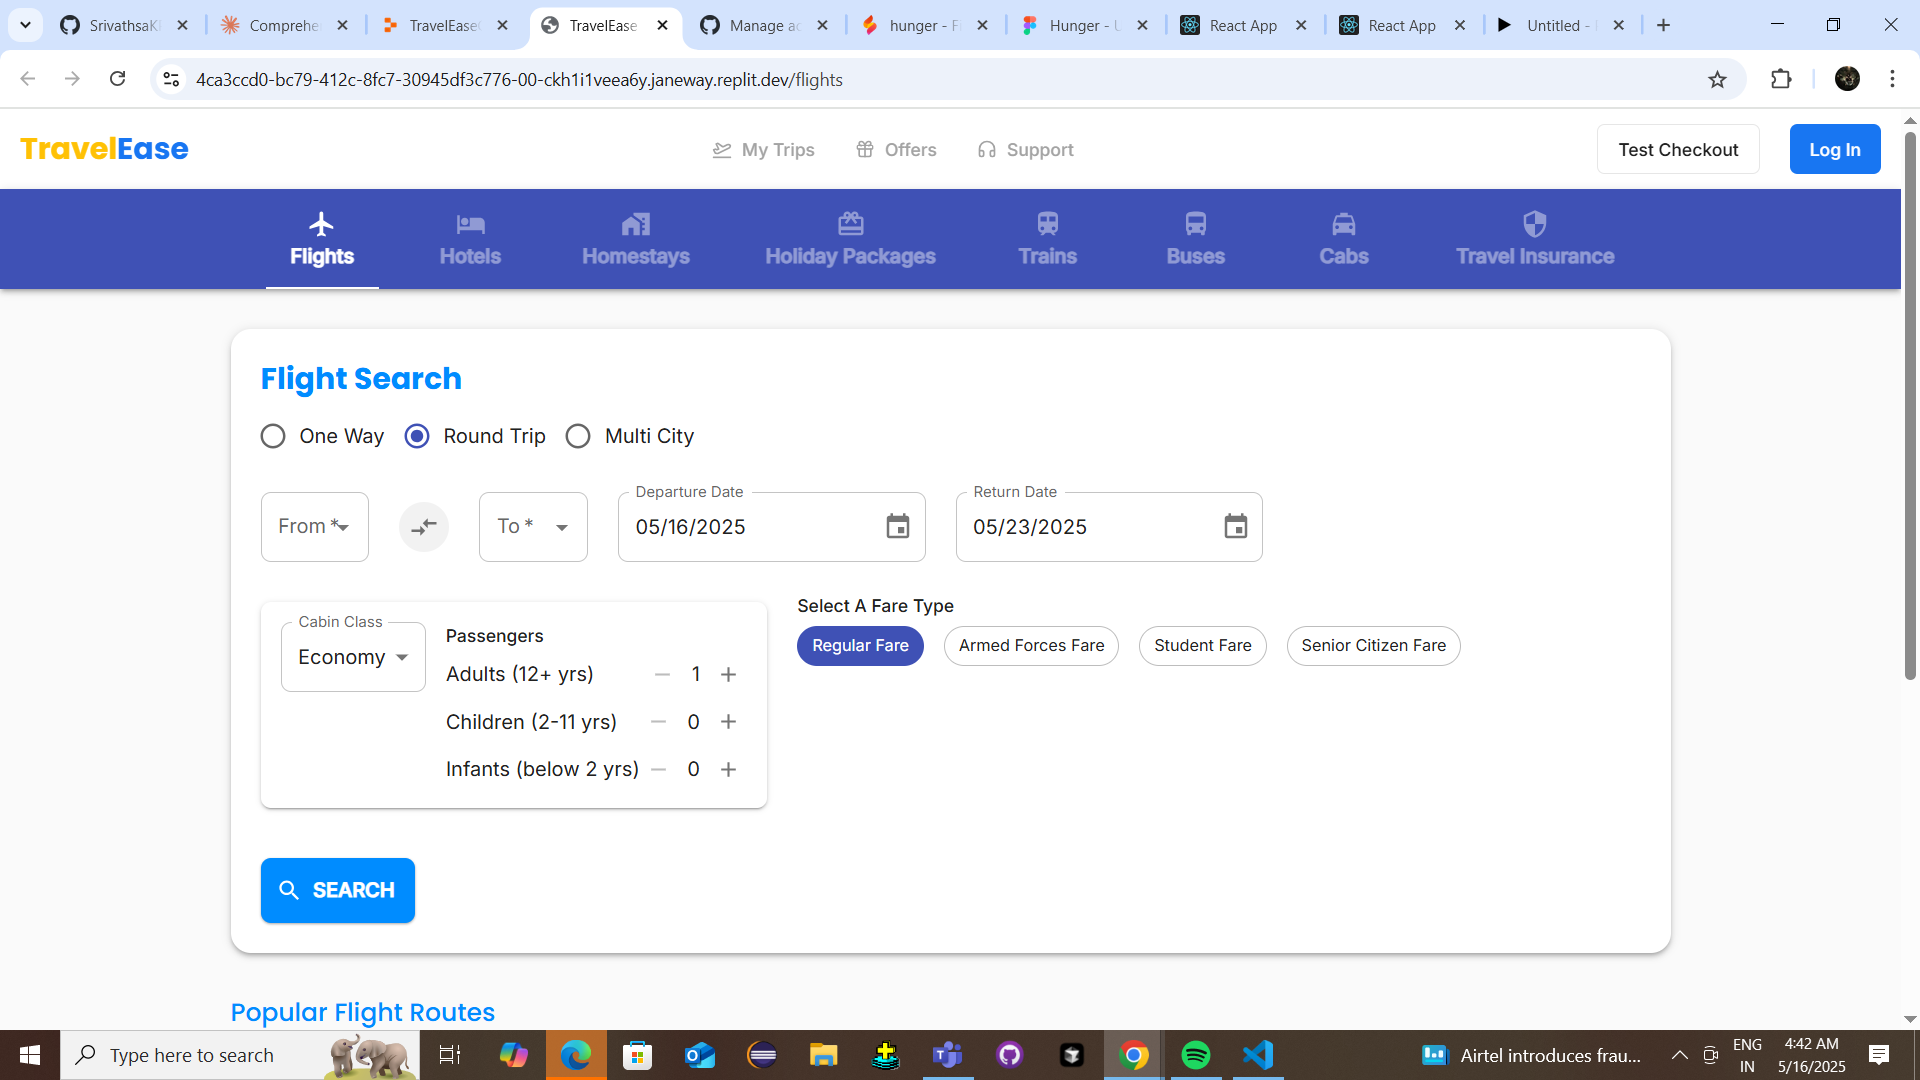 SrivathsaK
Comprehe
TravelEase
TravelEase
Manage ac
hunger - F
Hunger - U
React App
React App
Untitled -
4ca3ccd0-bc79-412c-8fc7-30945df3c776-00-ckh1i1veea6y.janeway.replit.dev/flights
TravelEase
My Trips
Offers
Support
Test Checkout
Log In
Flights
Hotels
Homestays
Holiday Packages
Trains
Buses
Cabs
Travel Insurance
Flight Search
One Way
Round Trip
Multi City
From *
To *
Departure Date
05/16/2025
Return Date
05/23/2025
Cabin Class
Economy
Passengers
Adults (12+ yrs)
1
Children (2-11 yrs)
0
Infants (below 2 yrs)
0
Select A Fare Type
Regular Fare
Armed Forces Fare
Student Fare
Senior Citizen Fare
SEARCH
Popular Flight Routes
Type here to search
Airtel introduces frau...
ENG
IN
4:42 AM
5/16/2025